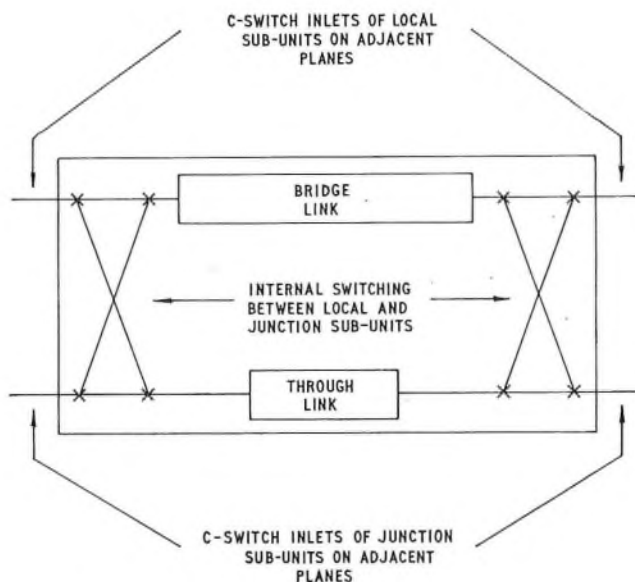 C-SWITCH INLETS OF LOCAL
SUB-UNITS ON ADJACENT
PLANES
BRIDGE
LINK
INTERNAL SWITCHING
BETWEEN LOCAL AND
JUNCTION SUB-UNITS
THROUGH
LINK
C-SWITCH INLETS OF JUNCTION
SUB-UNITS ON ADJACENT
PLANES